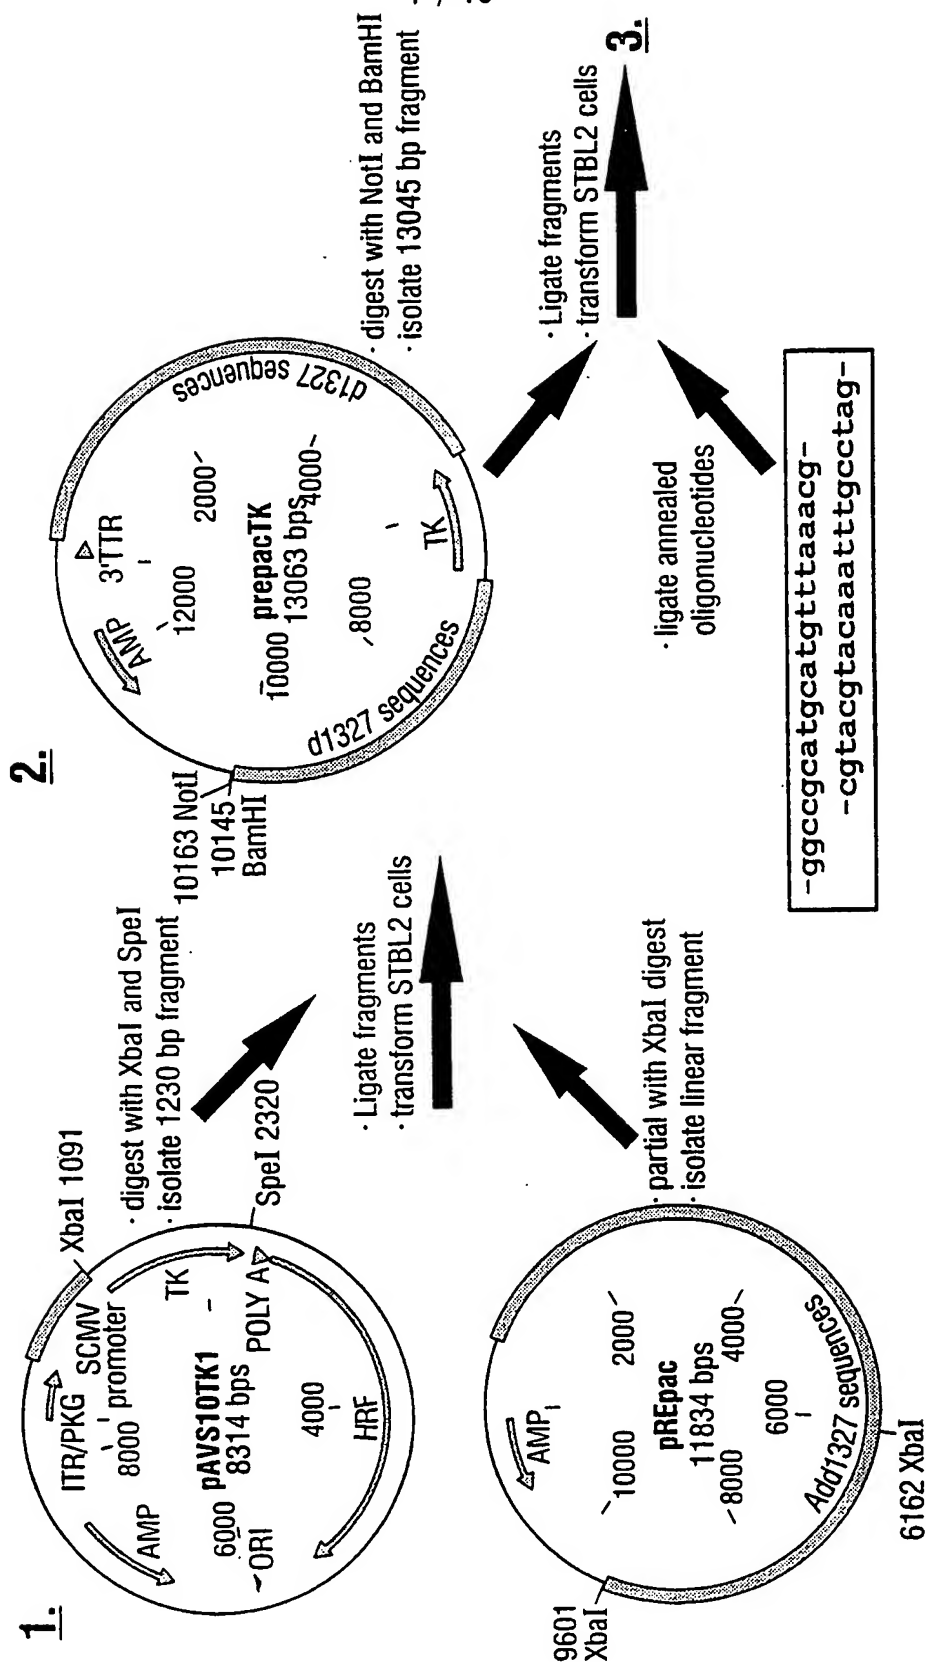 1.
ITR/PKG
XbaI 1091
SCMV
promoter
8000
AMP
TK
pAVS10TK1
8314 bps
6000
ORI
POLY A
SpeI 2320
4000
HRF
· digest with XbaI and SpeI
· isolate 1230 bp fragment
· Ligate fragments
· transform STBL2 cells
AMP
10000
2000
pREpac
11834 bps
8000
4000
6000
Add1327 sequences
9601
XbaI
6162 XbaI
· partial with XbaI digest
· isolate linear fragment
2.
AMP
3'TTR
12000
2000
prepacTK
13063 bps
10000
4000
8000
TK
d1327 sequences
d1327 sequences
10163 NotI
10145
BamHI
· digest with NotI and BamHI
· isolate 13045 bp fragment
· Ligate fragments
· transform STBL2 cells
· ligate annealed
oligonucleotides
-ggccgcatgcatgtttaaacg-
-cgtacgtacaaatttgcctag-
3.